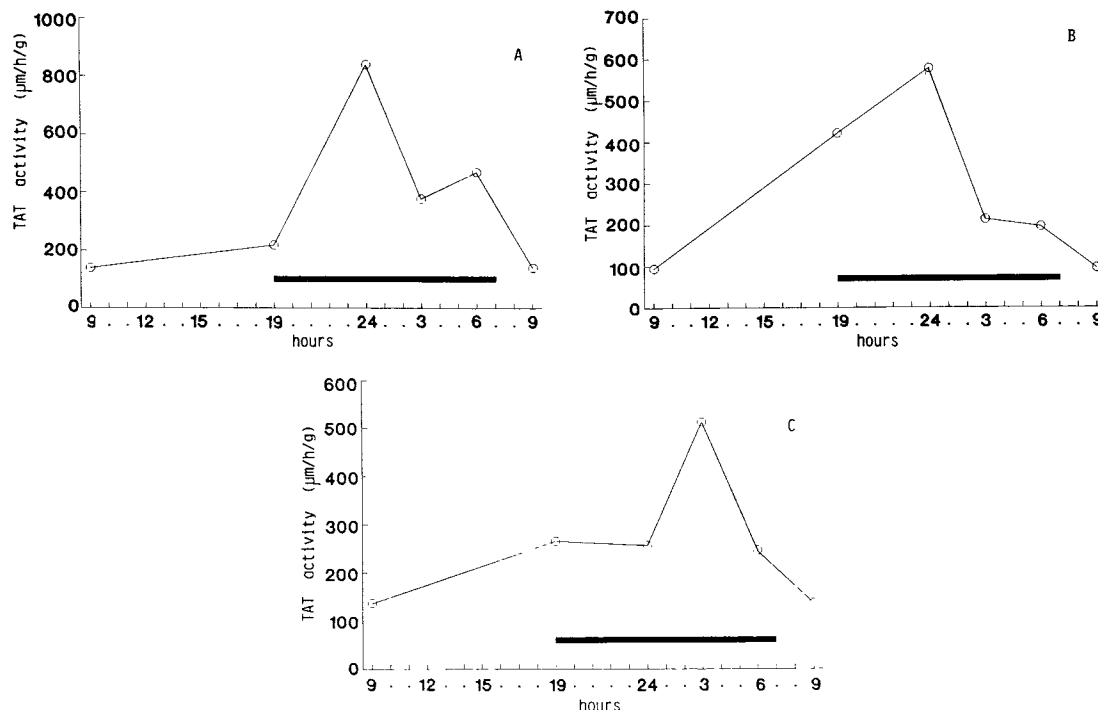 A
TAT activity (μm/h/g)
1000
800
600
400
200
0
9 . . 12 . . 15 . . . 19 . . . . 24 . . 3 . . 6 . . 9
hours
B
TAT activity (μm/h/g)
700
600
500
400
300
200
100
0
9 . . 12 . . 15 . . . 19 . . . . 24 . . 3 . . 6 . . 9
hours
C
TAT activity (μm/h/g)
600
500
400
300
200
100
0
9 . . 12 . . 15 . . . 19 . . . . 24 . . 3 . . 6 . . 9
hours